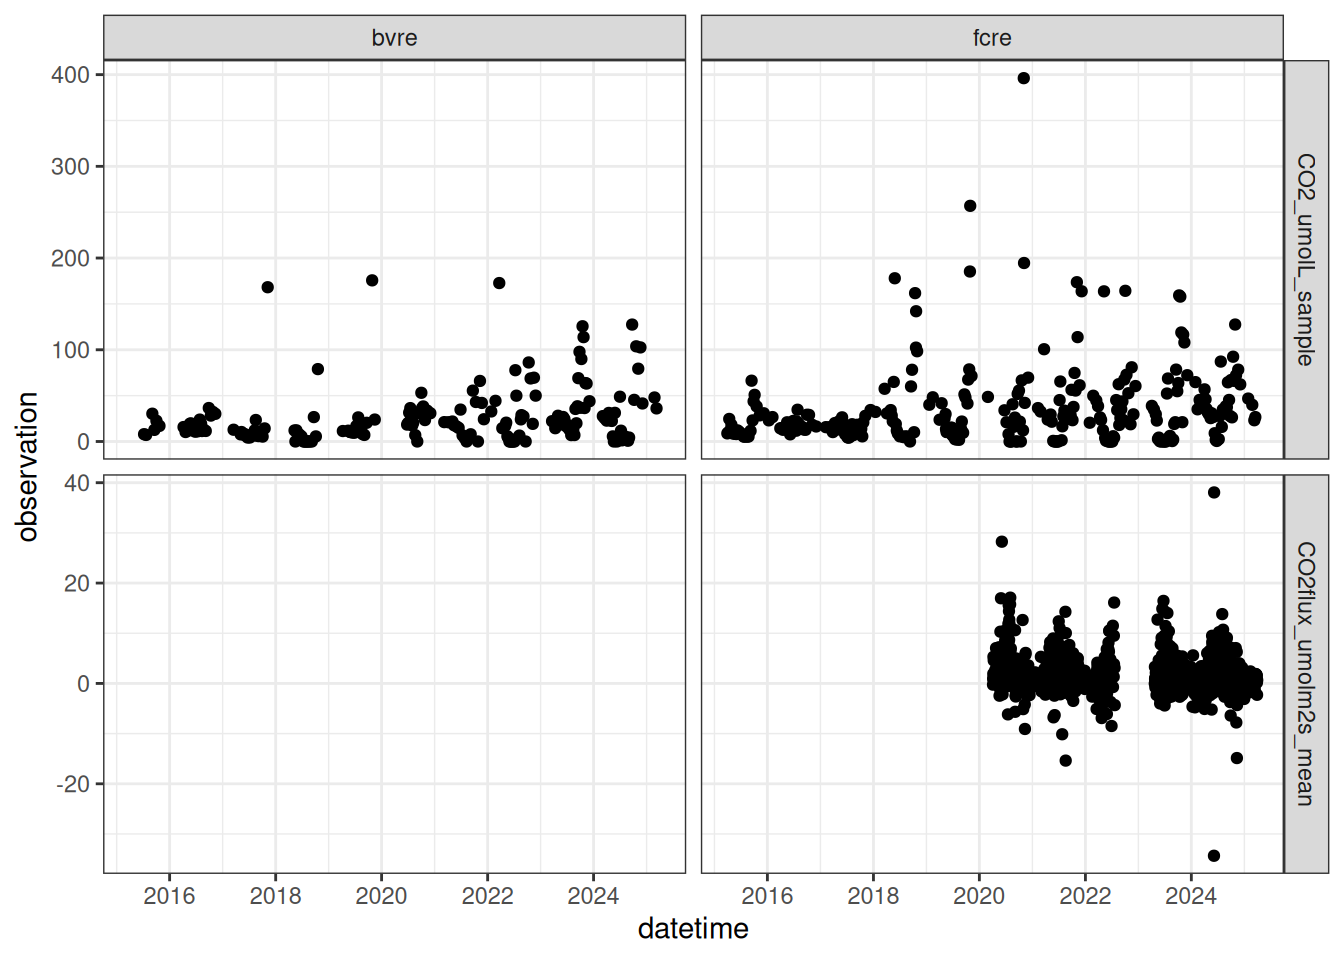 bvre
fcre
400
300
200
100
0
CO2_umolL_sample
40
20
0
-20
CO2flux_umolm2s_mean
observation
2016 2018 2020 2022 2024 2016 2018 2020 2022 2024
datetime